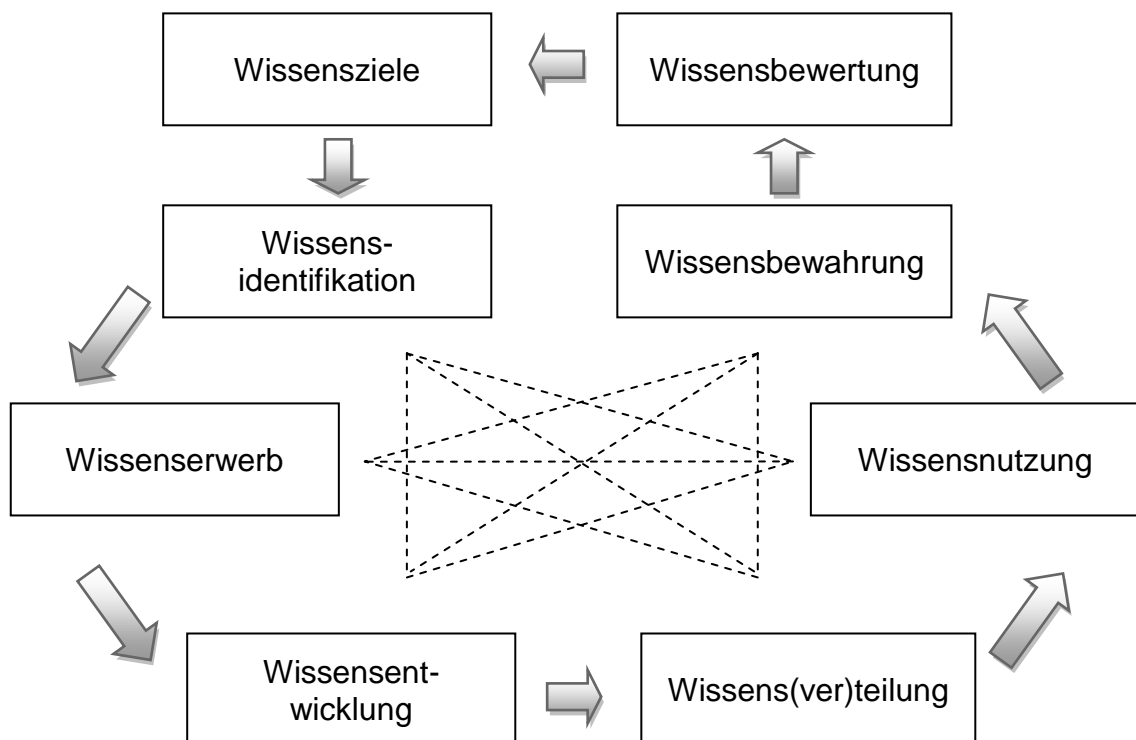 Wissensziele
Wissensbewertung
Wissens-
identifikation
Wissensbewahrung
Wissenserwerb
Wissensnutzung
Wissensent-
wicklung
Wissens(ver)teilung